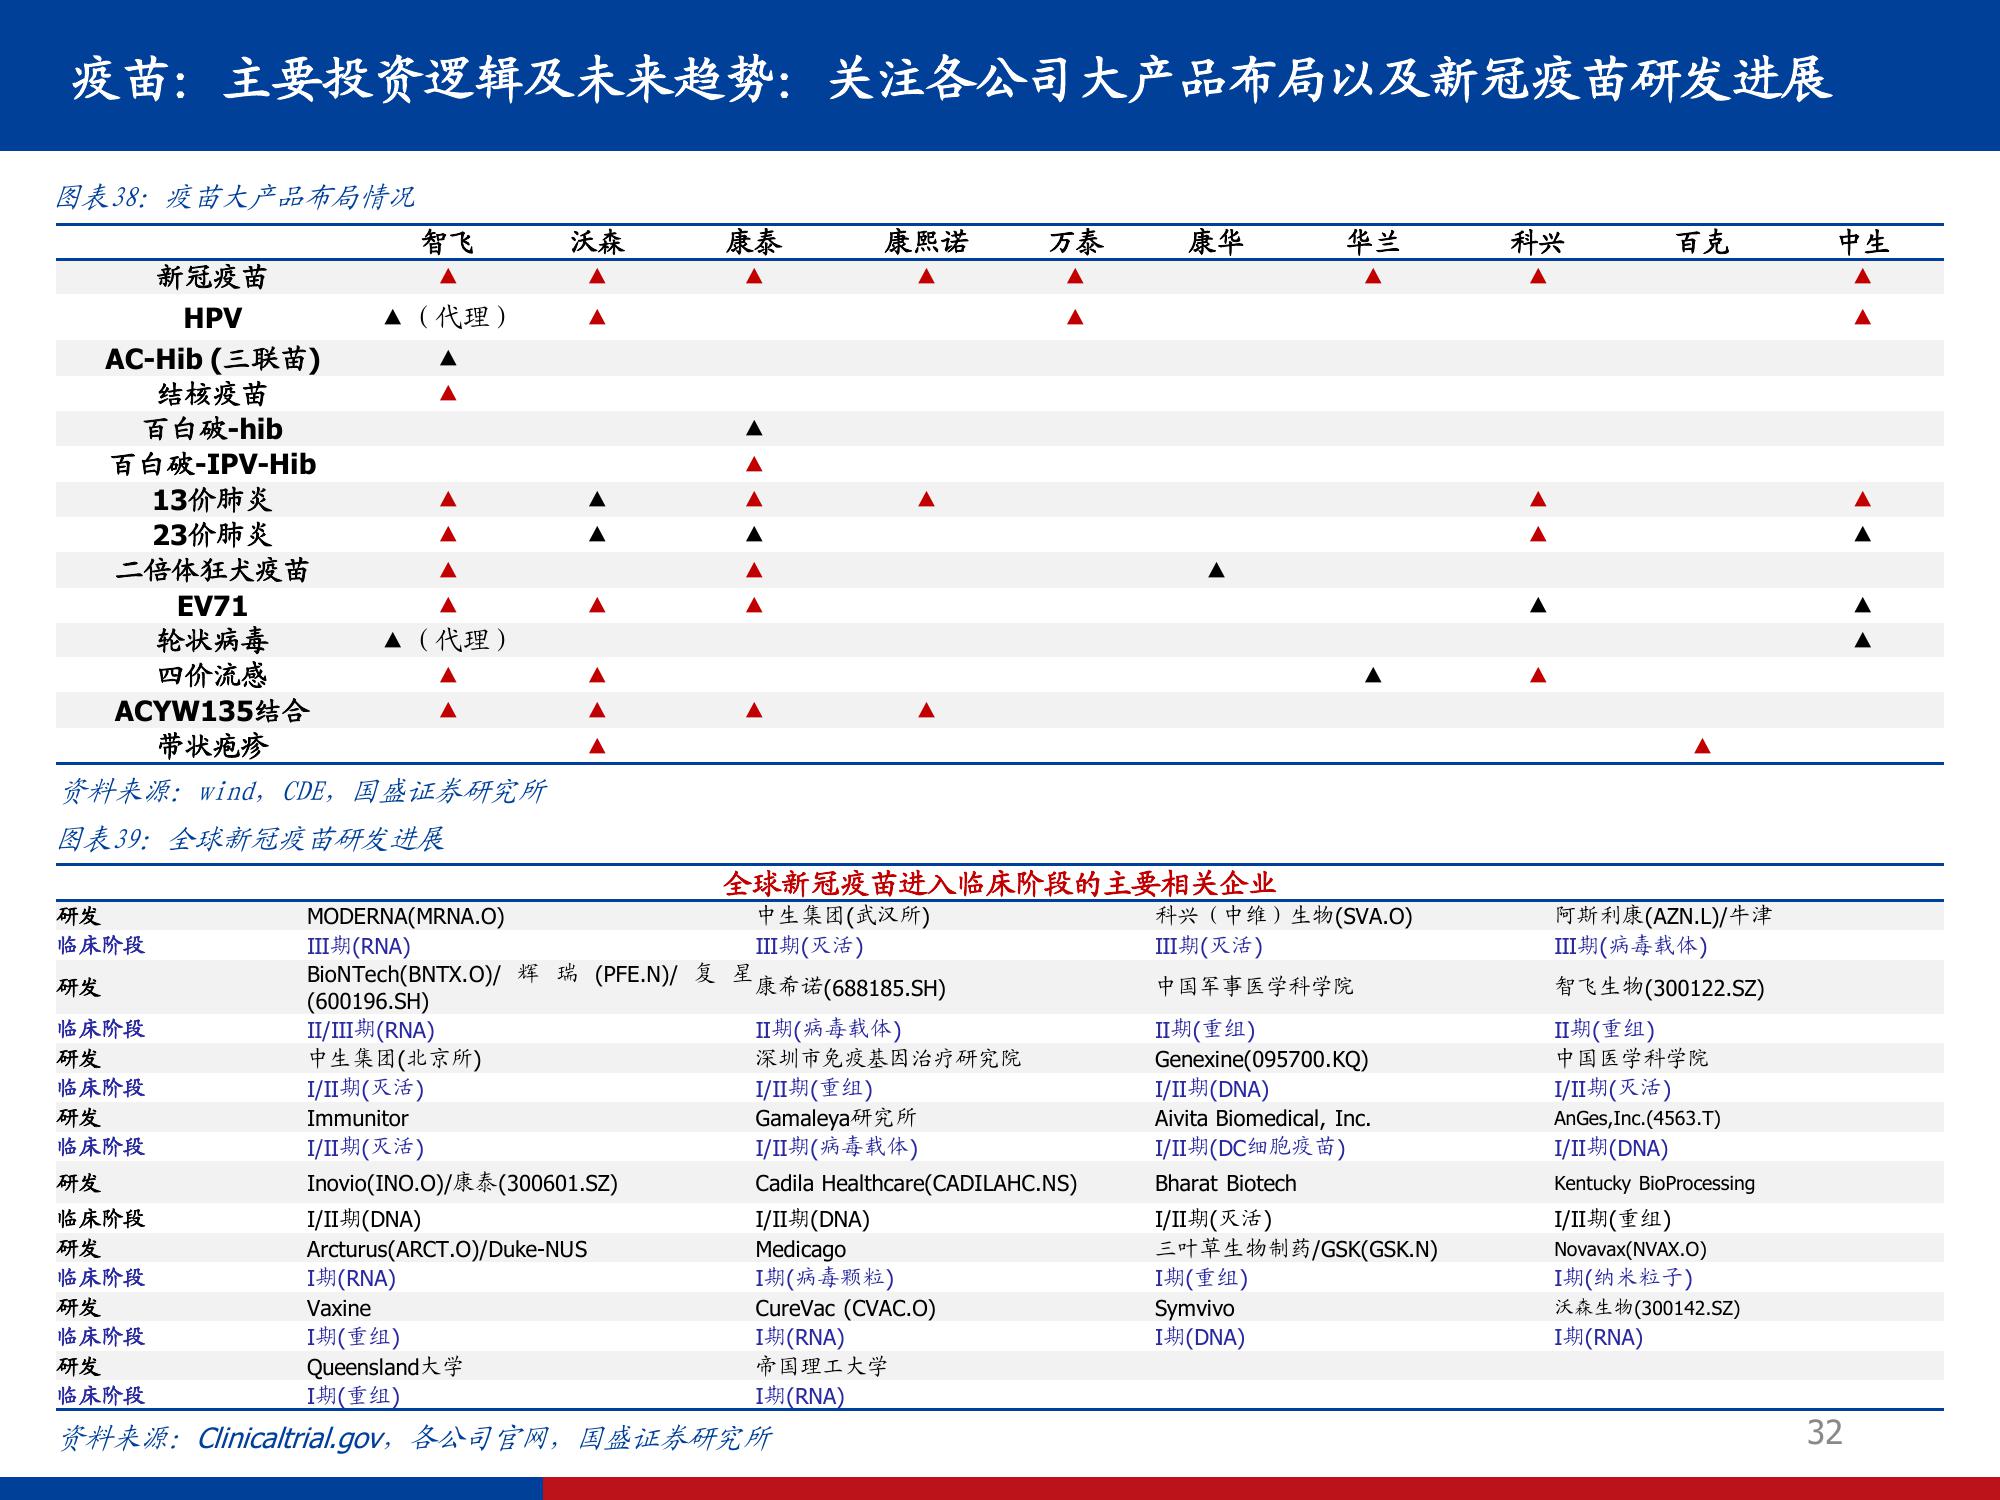 疫苗：主要投资逻辑及未来趋势：关注各公司大产品布局以及新冠疫苗研发进展
图表38：疫苗大产品布局情况
智飞 沃森 康泰 康熙诺 万泰 康华 华兰 科兴 百克 中生
新冠疫苗 ▲ ▲ ▲ ▲ ▲ ▲ ▲ ▲
HPV ▲（代理） ▲ ▲ ▲
AC-Hib (三联苗) ▲
结核疫苗 ▲
百白破-hib ▲
百白破-IPV-Hib ▲
13价肺炎 ▲ ▲ ▲ ▲ ▲ ▲
23价肺炎 ▲ ▲ ▲ ▲ ▲
二倍体狂犬疫苗 ▲ ▲ ▲
EV71 ▲ ▲ ▲ ▲ ▲
轮状病毒 ▲（代理） ▲
四价流感 ▲ ▲ ▲ ▲
ACYW135结合 ▲ ▲ ▲ ▲
带状疱疹 ▲ ▲
资料来源：wind，CDE，国盛证券研究所
图表39：全球新冠疫苗研发进展
全球新冠疫苗进入临床阶段的主要相关企业
研发 MODERNA(MRNA.O) 中生集团(武汉所) 科兴（中维）生物(SVA.O) 阿斯利康(AZN.L)/牛津
临床阶段 III期(RNA) III期(灭活) III期(灭活) III期(病毒载体)
研发 BioNTech(BNTX.O)/ 辉 瑞 (PFE.N)/ 复 星 (600196.SH) 康希诺(688185.SH) 中国军事医学科学院 智飞生物(300122.SZ)
临床阶段 II/III期(RNA) II期(病毒载体) II期(重组) II期(重组)
研发 中生集团(北京所) 深圳市免疫基因治疗研究院 Genexine(095700.KQ) 中国医学科学院
临床阶段 I/II期(灭活) I/II期(重组) I/II期(DNA) I/II期(灭活)
研发 Immunitor Gamaleya研究所 Aivita Biomedical, Inc. AnGes,Inc.(4563.T)
临床阶段 I/II期(灭活) I/II期(病毒载体) I/II期(DC细胞疫苗) I/II期(DNA)
研发 Inovio(INO.O)/康泰(300601.SZ) Cadila Healthcare(CADILAHC.NS) Bharat Biotech Kentucky BioProcessing
临床阶段 I/II期(DNA) I/II期(DNA) I/II期(灭活) I/II期(重组)
研发 Arcturus(ARCT.O)/Duke-NUS Medicago 三叶草生物制药/GSK(GSK.N) Novavax(NVAX.O)
临床阶段 I期(RNA) I期(病毒颗粒) I期(重组) I期(纳米粒子)
研发 Vaxine CureVac (CVAC.O) Symvivo 沃森生物(300142.SZ)
临床阶段 I期(重组) I期(RNA) I期(DNA) I期(RNA)
研发 Queensland大学 帝国理工大学
临床阶段 I期(重组) I期(RNA)
资料来源：Clinicaltrial.gov，各公司官网，国盛证券研究所
32